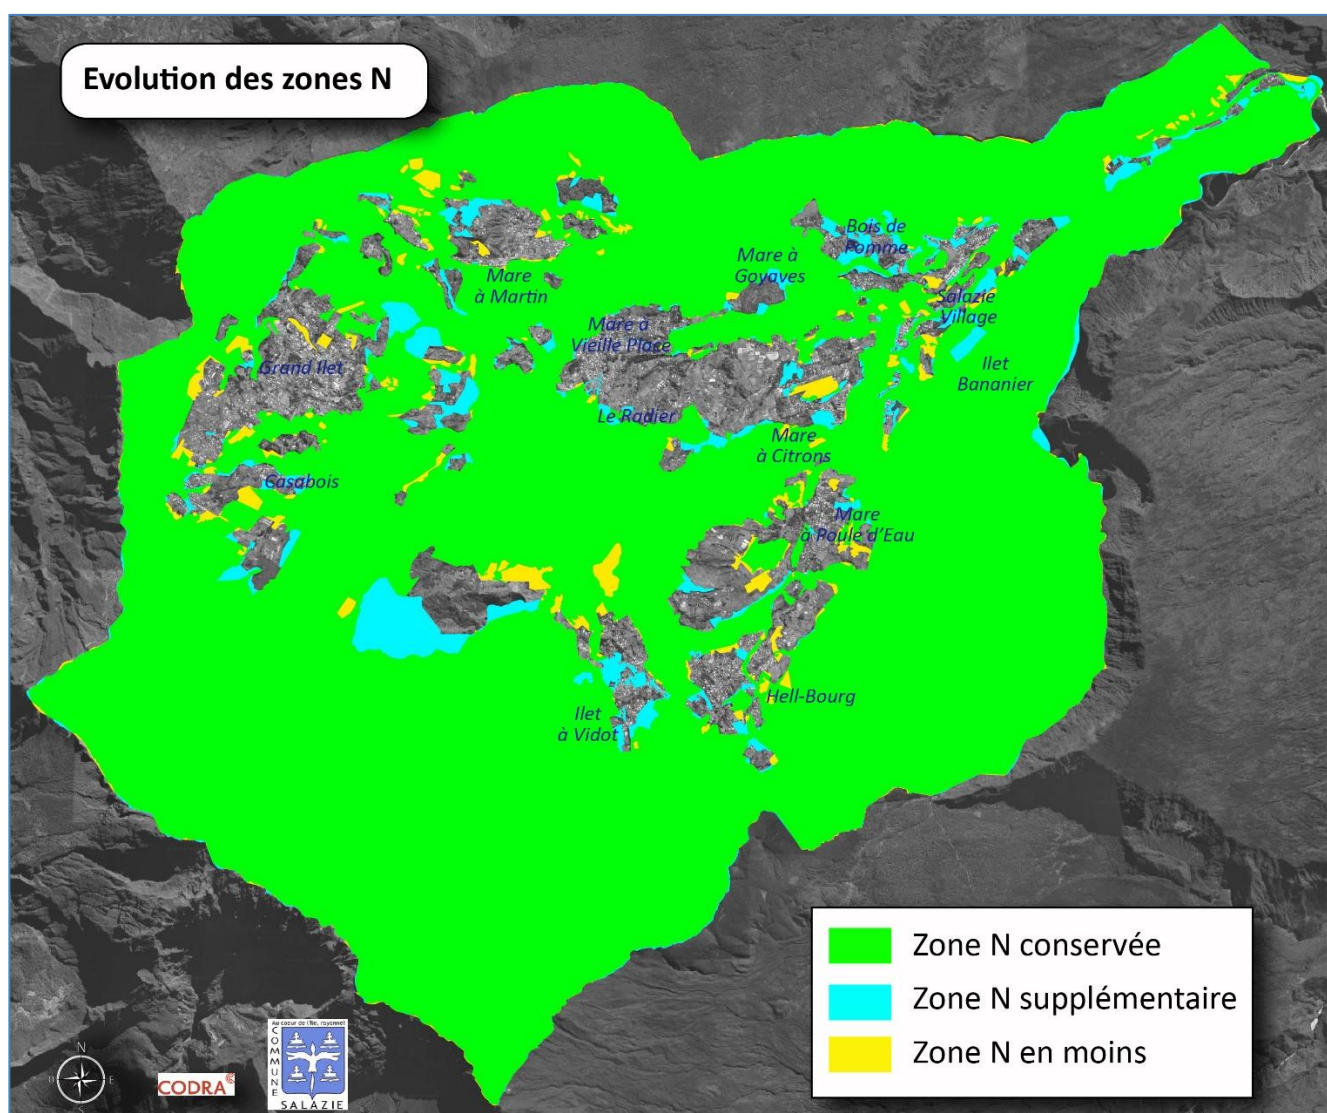 Evolution des zones N
Bois de
Pomme
Mare à
Goyaves
Mare
à Martin
Salazie
Village
Mare à
Vieille Place
Ilet
Bananier
Grand Ilet
Le Radier
Mare
à Citrons
Casabois
Mare
à Poule d'Eau
Hell-Bourg
Ilet
à Vidot
Zone N conservée
Zone N supplémentaire
Zone N en moins
N
E
CODRA
COMMUNE
SALAZIE